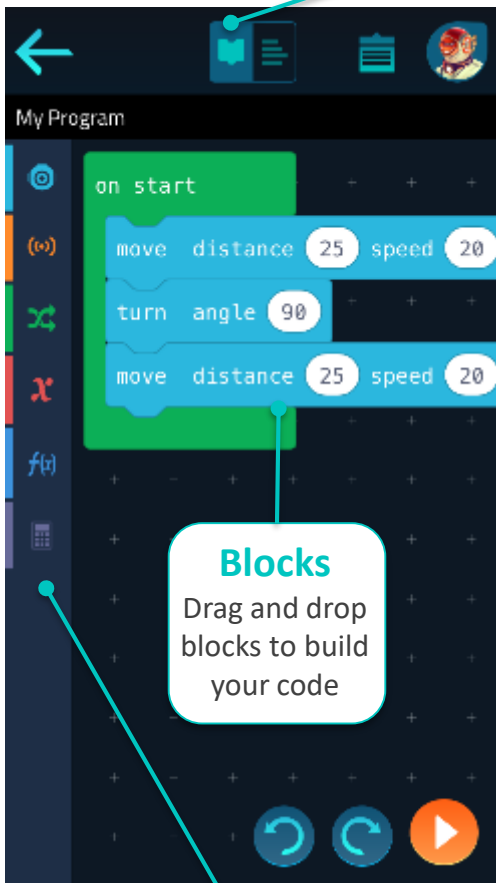 My Program
on start
move distance 25 speed 20
turn angle 90
move distance 25 speed 20
x
f(x)
Blocks
Drag and drop
blocks to build
your code